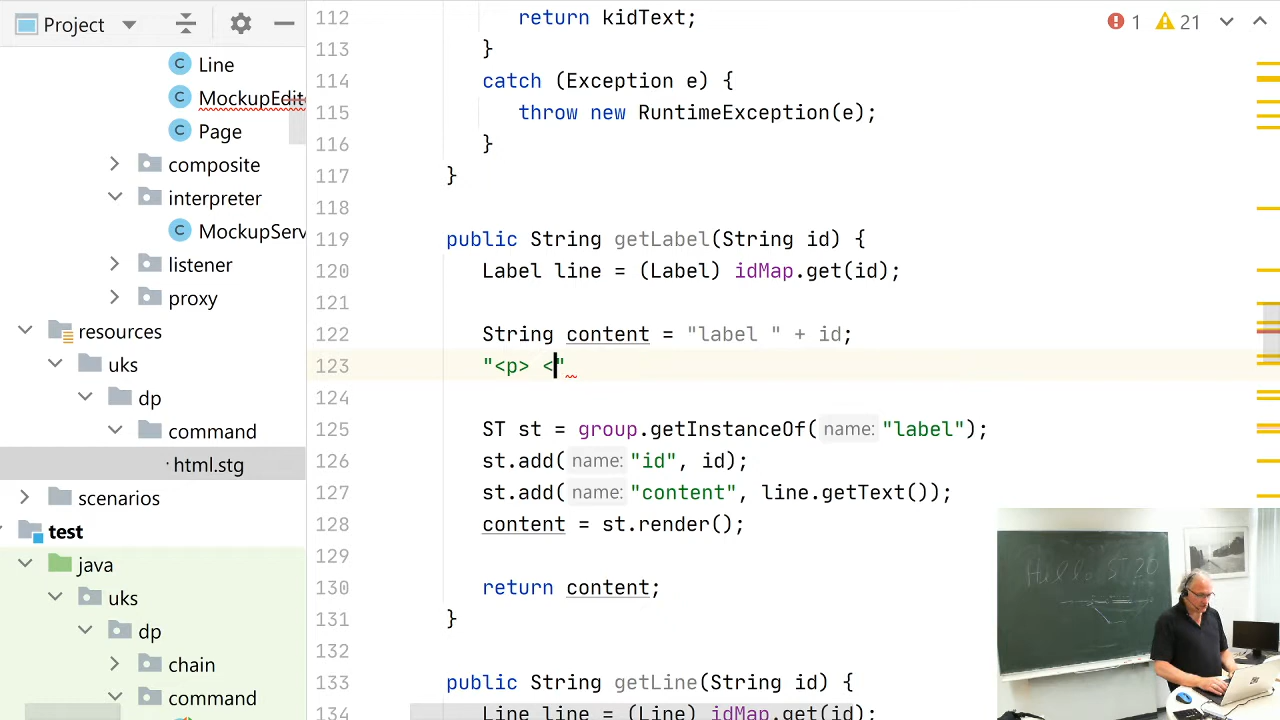 Project
Line
MockupEdit
Page
composite
interpreter
MockupServ
listener
proxy
resources
uks
dp
command
html.stg
scenarios
test
java
uks
dp
chain
command
1 21
112 return kidText;
113 }
114 catch (Exception e) {
115 throw new RuntimeException(e);
116 }
117 }
118
119 public String getLabel(String id) {
120 Label line = (Label) idMap.get(id);
121
122 String content = "label " + id;
123 "<p> <"
124
125 ST st = group.getInstanceOf( name: "label");
126 st.add( name: "id", id);
127 st.add( name: "content", line.getText());
128 content = st.render();
129
130 return content;
131 }
132
133 public String getLine(String id) {
134 Line line = (Line) idMap.get(id);
Hello ST 20